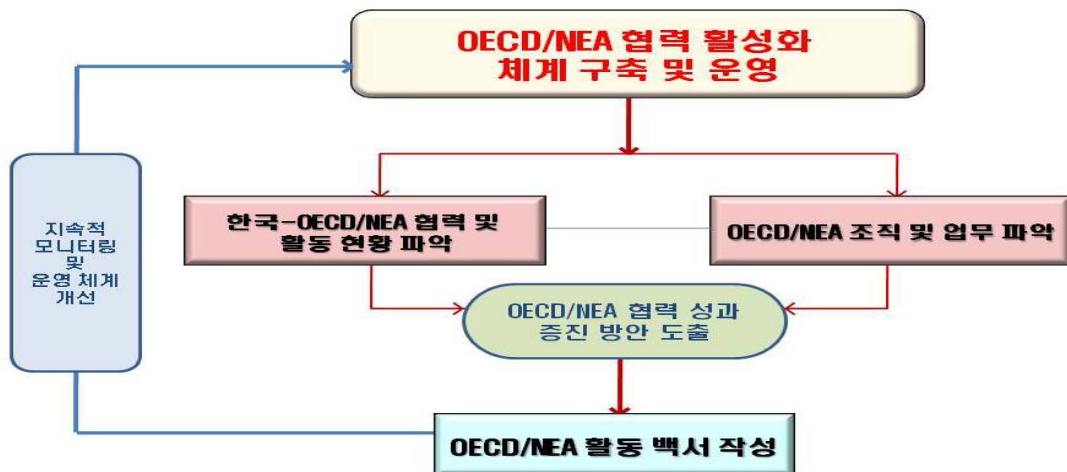 OECD/NEA 협력 활성화
체계 구축 및 운영
한국-OECD/NEA 협력 및
활동 현황 파악
OECD/NEA 조직 및 업무 파악
지속적
모니터링
및
운영 체계
개선
OECD/NEA 협력 성과
증진 방안 도출
OECD/NEA 활동 백서 작성